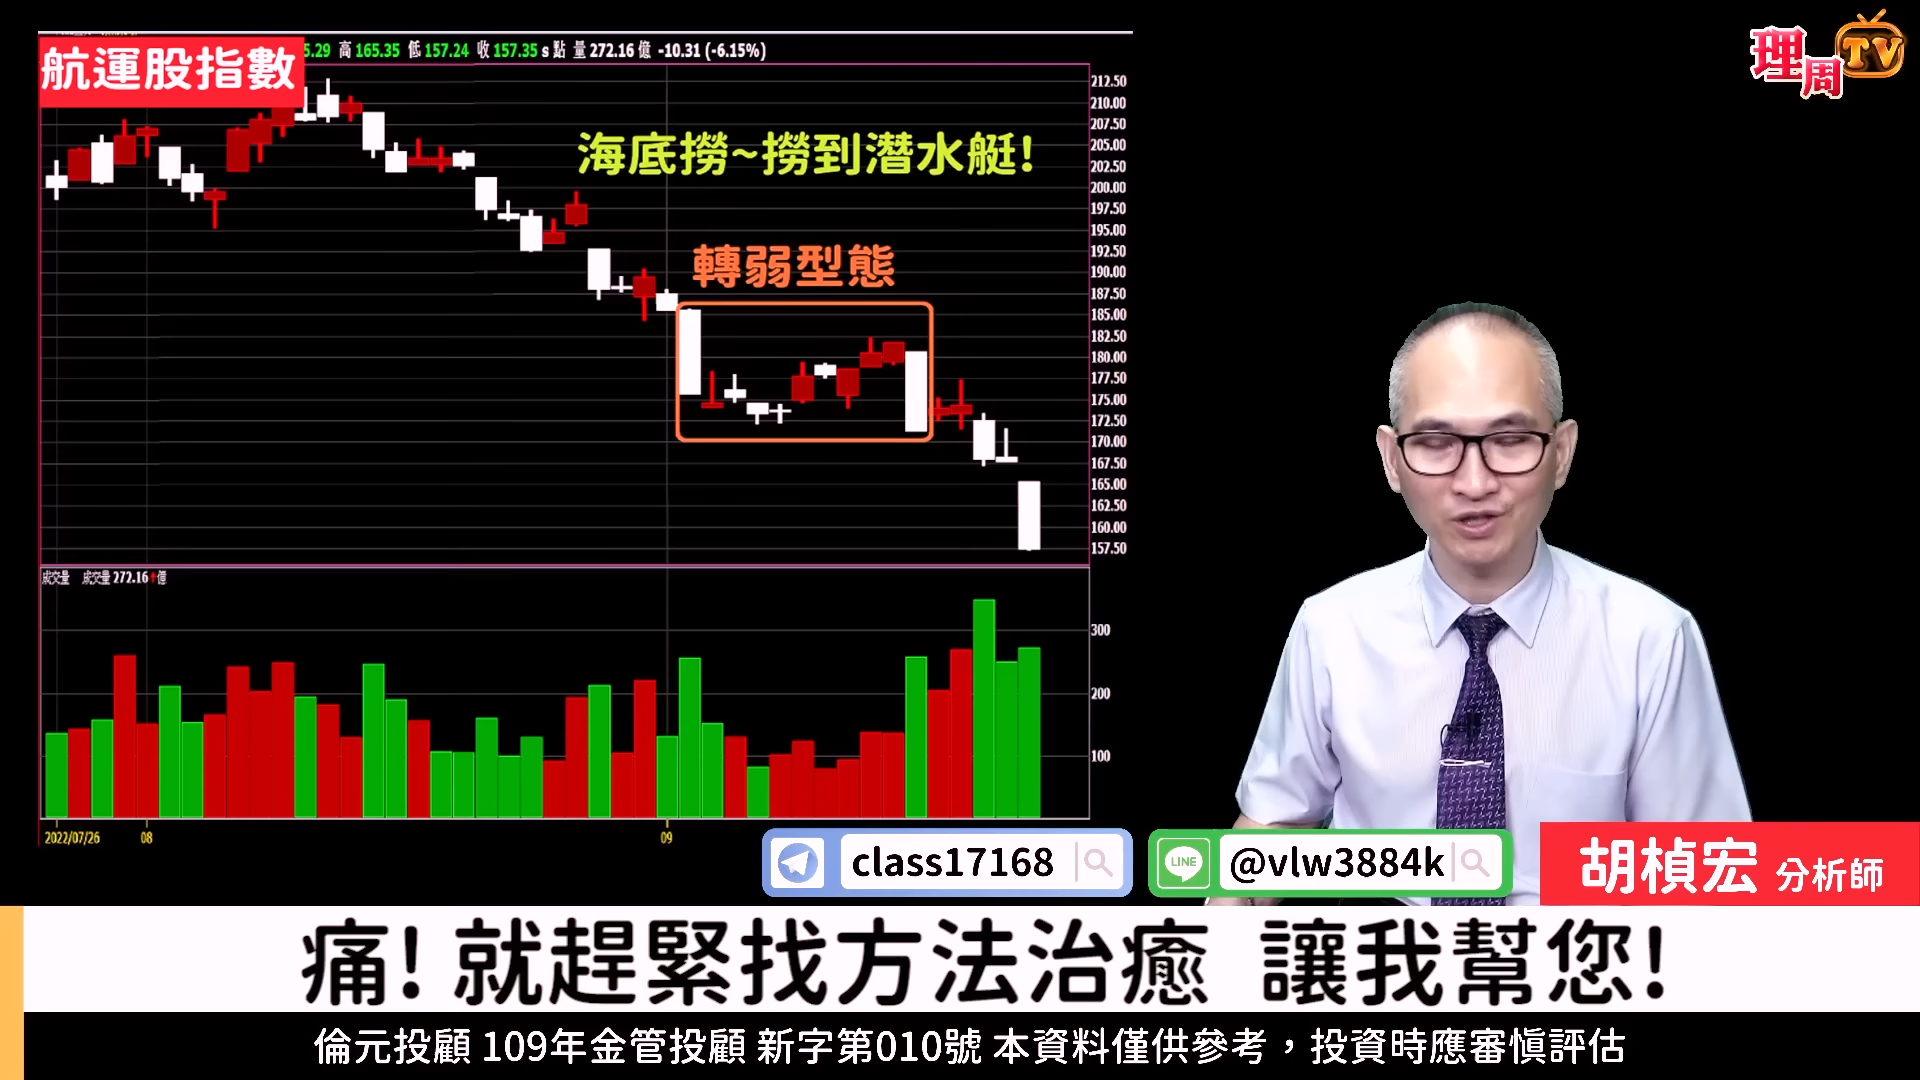 航運股指數
5.29 高 165.35 低 157.24 收 157.35 s 點 量 272.16 億 -10.31 (-6.15%)
理周TV
海底撈~撈到潛水艇!
轉弱型態
212.50
210.00
207.50
205.00
202.50
200.00
197.50
195.00
192.50
190.00
187.50
185.00
182.50
180.00
177.50
175.00
172.50
170.00
167.50
165.00
162.50
160.00
157.50
成交量 成交量 272.16 億
300
200
100
2022/07/26 08 09
class17168
LINE @vlw3884k
胡楨宏 分析師
痛! 就趕緊找方法治癒 讓我幫您!
倫元投顧 109年金管投顧 新字第010號 本資料僅供參考,投資時應審慎評估